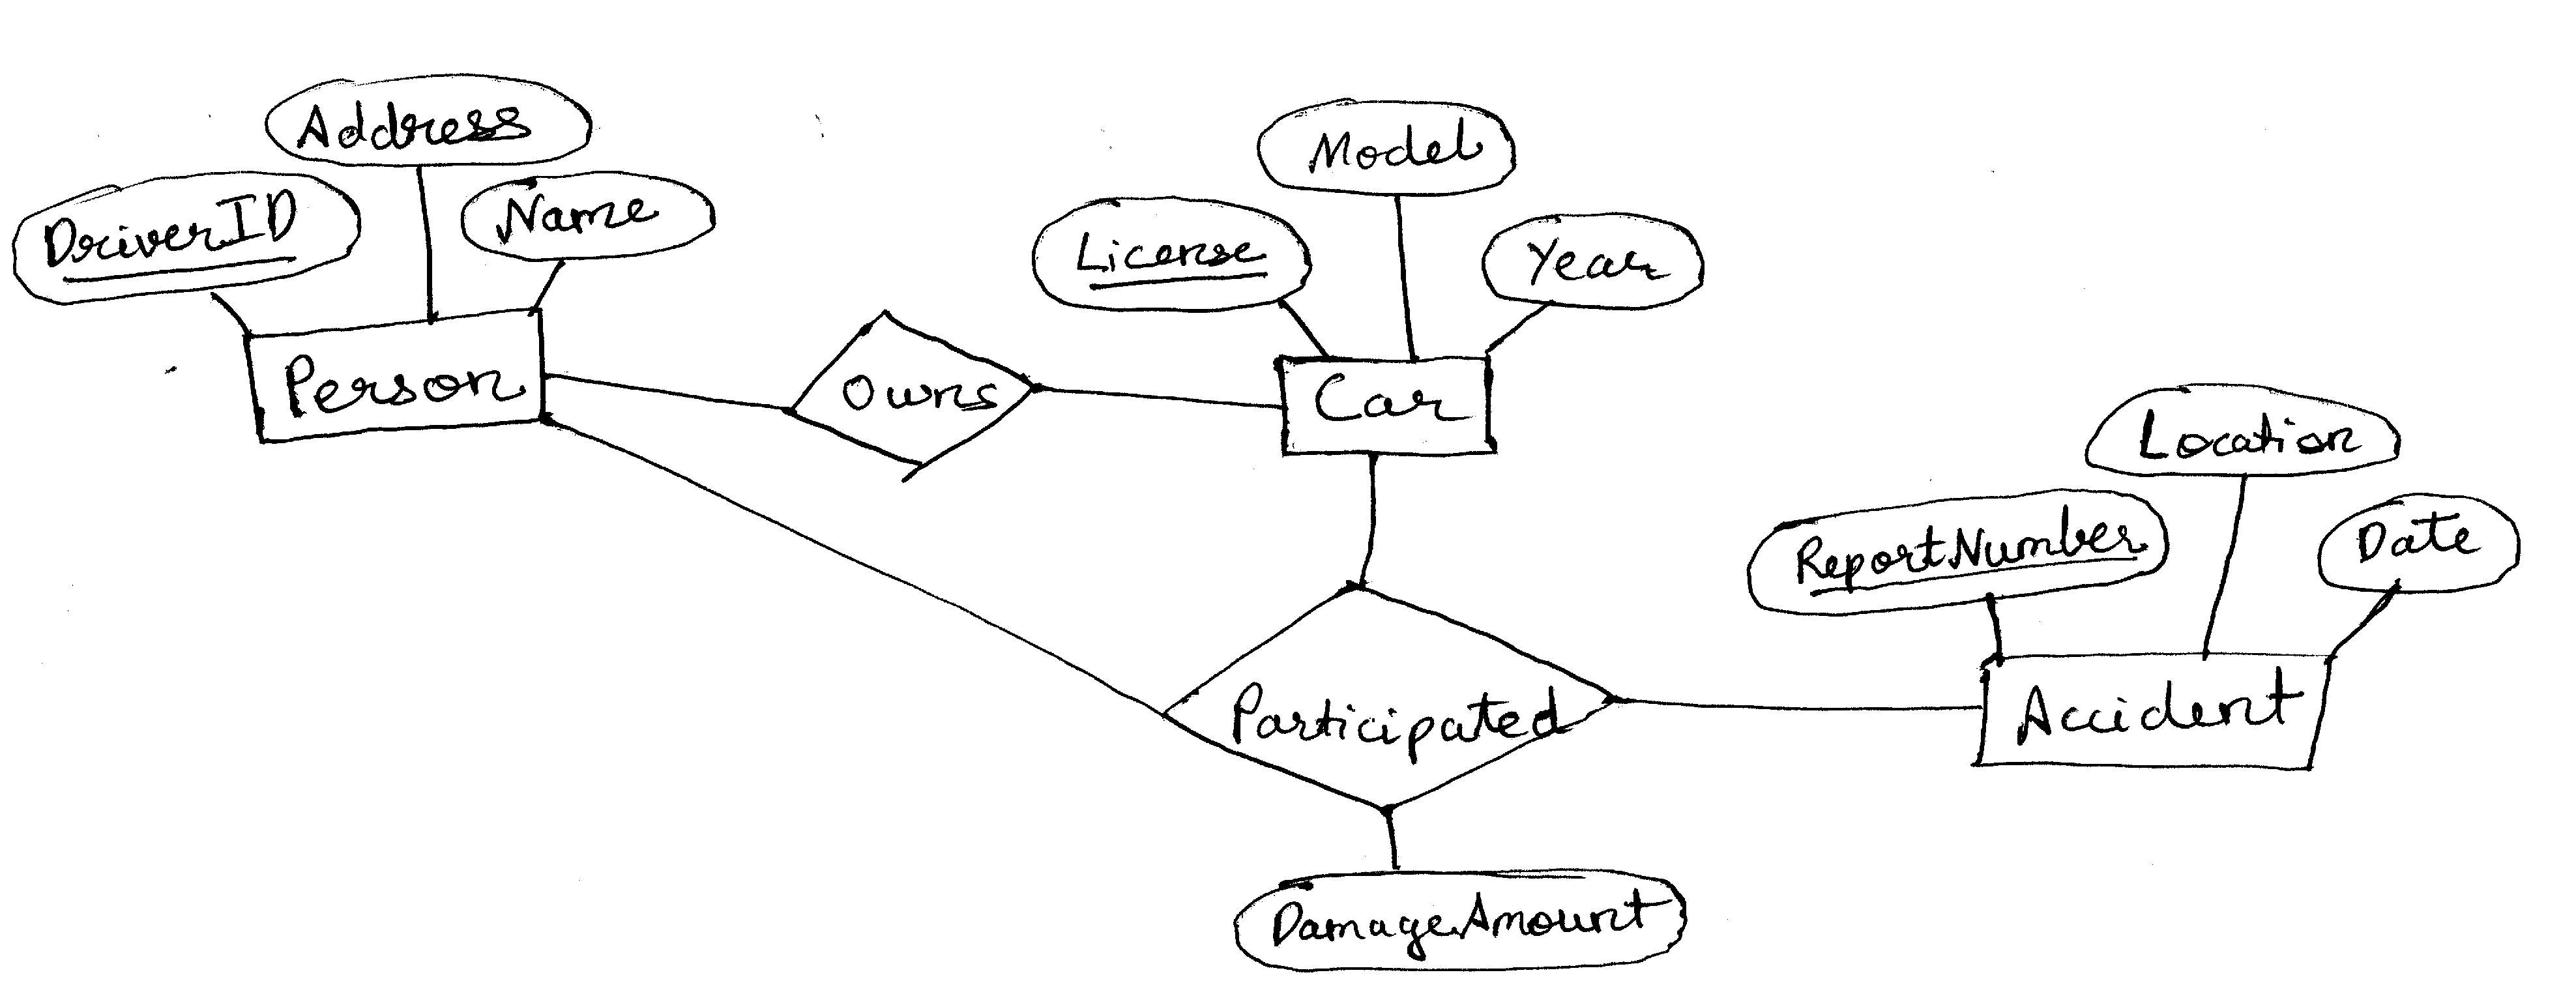 Address
DriverID
Name
Person
Owns
Model
License
Year
Car
Location
ReportNumber
Date
Accident
Participated
DamageAmount